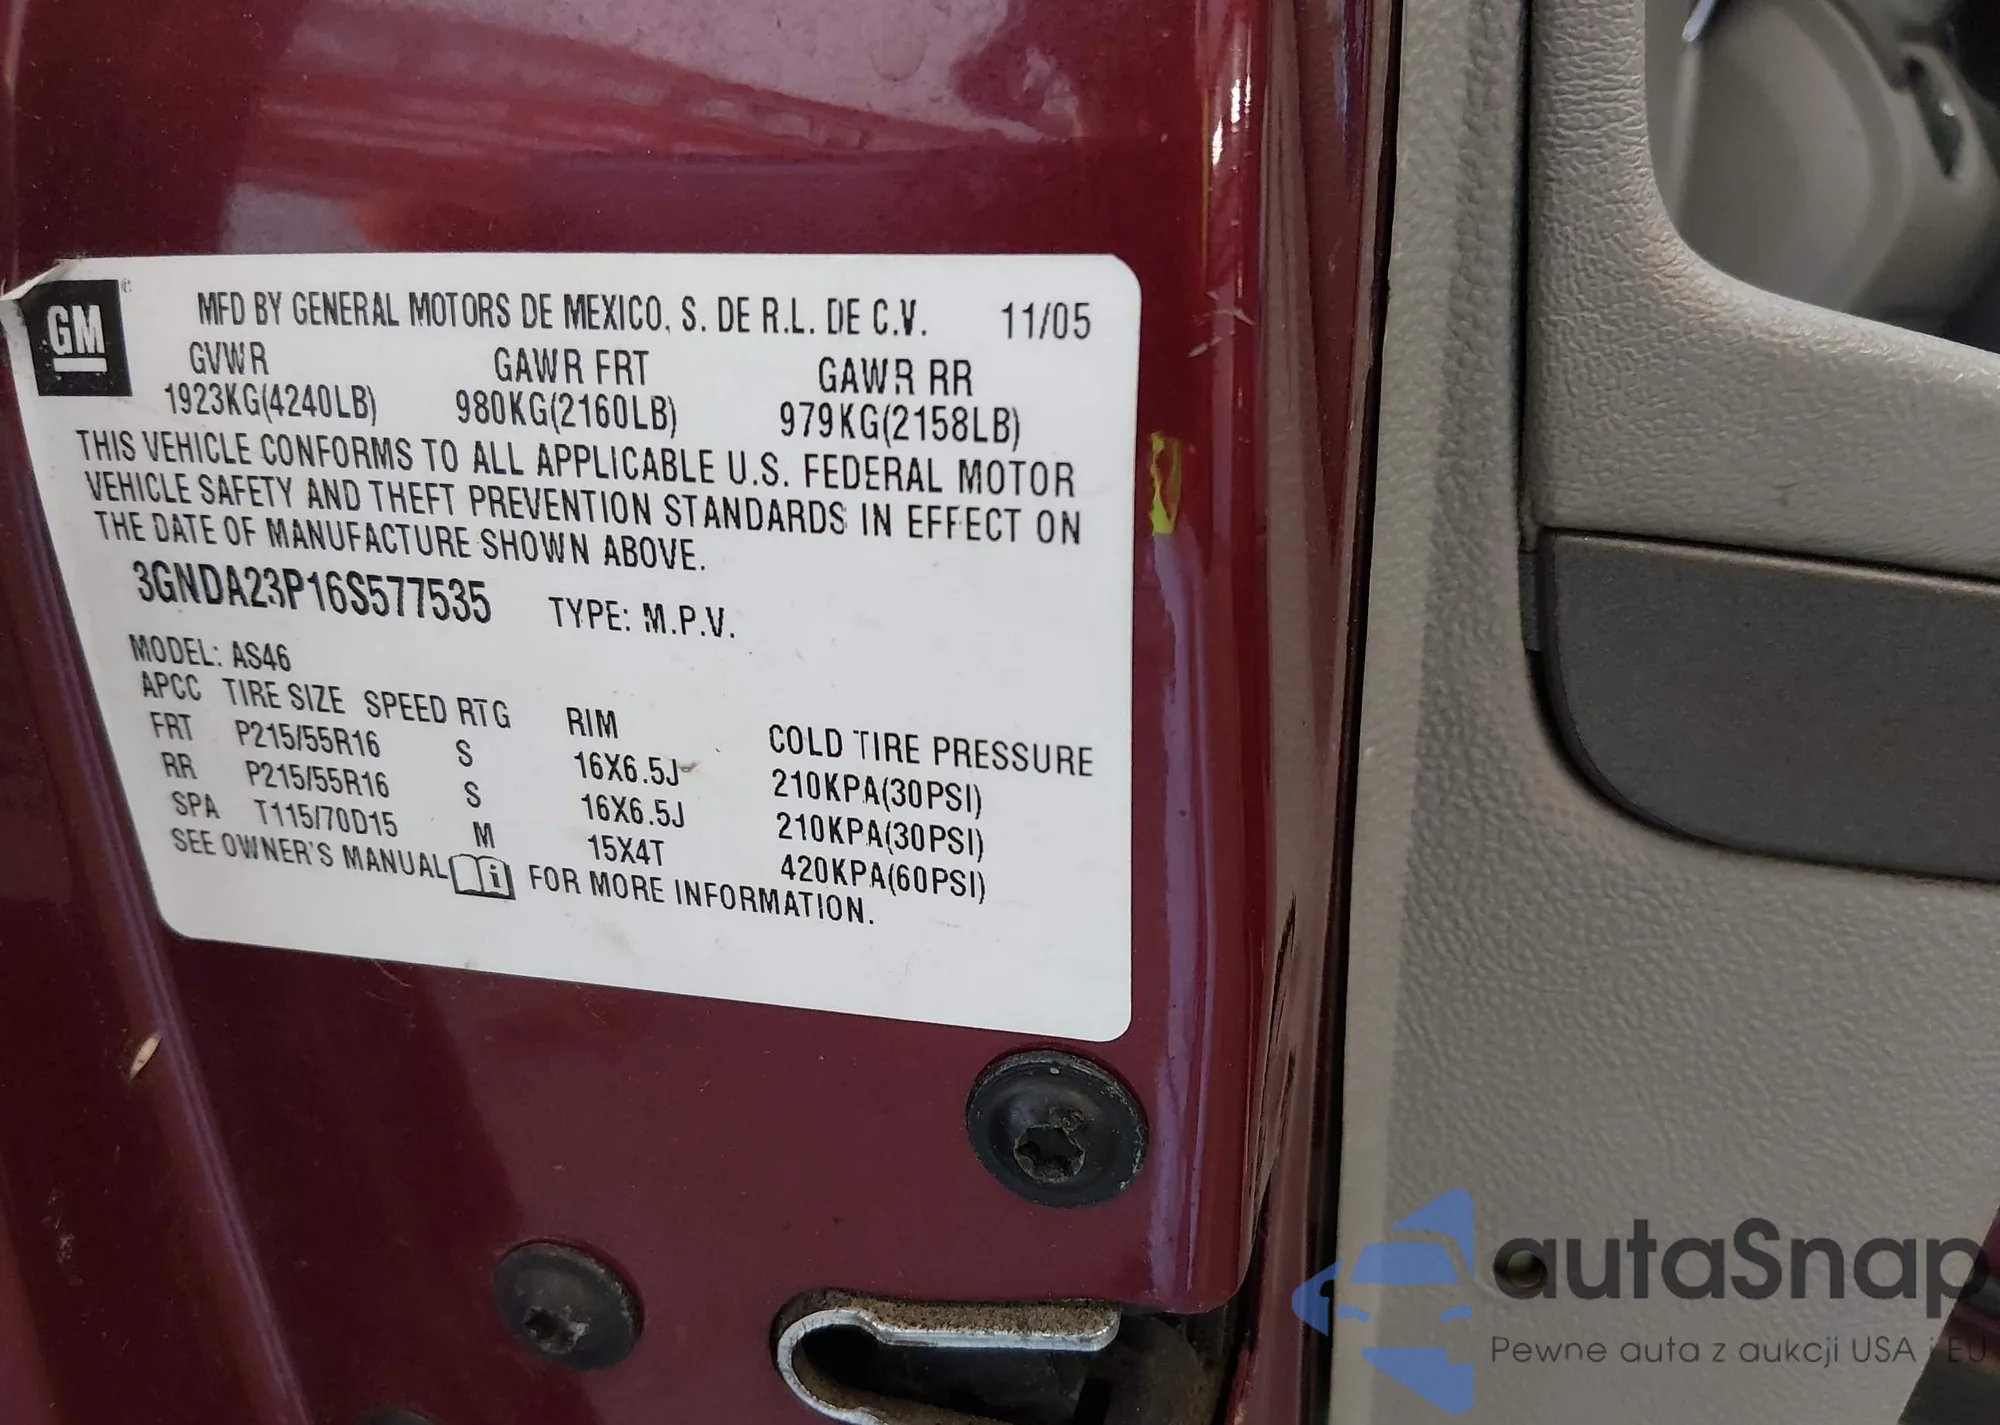 GM
MFD BY GENERAL MOTORS DE MEXICO, S. DE R.L. DE C.V. 11/05
GVWR GAWR FRT GAWR RR
1923KG(4240LB) 980KG(2160LB) 979KG(2158LB)
THIS VEHICLE CONFORMS TO ALL APPLICABLE U.S. FEDERAL MOTOR
VEHICLE SAFETY AND THEFT PREVENTION STANDARDS IN EFFECT ON
THE DATE OF MANUFACTURE SHOWN ABOVE.
3GNDA23P16S577535 TYPE: M.P.V.
MODEL: AS46
APCC TIRE SIZE SPEED RTG RIM COLD TIRE PRESSURE
FRT P215/55R16 S 16X6.5J 210KPA(30PSI)
RR P215/55R16 S 16X6.5J 210KPA(30PSI)
SPA T115/70D15 M 15X4T 420KPA(60PSI)
SEE OWNER'S MANUAL i FOR MORE INFORMATION.
autaSnap
Pewne auta z aukcji USA i EU